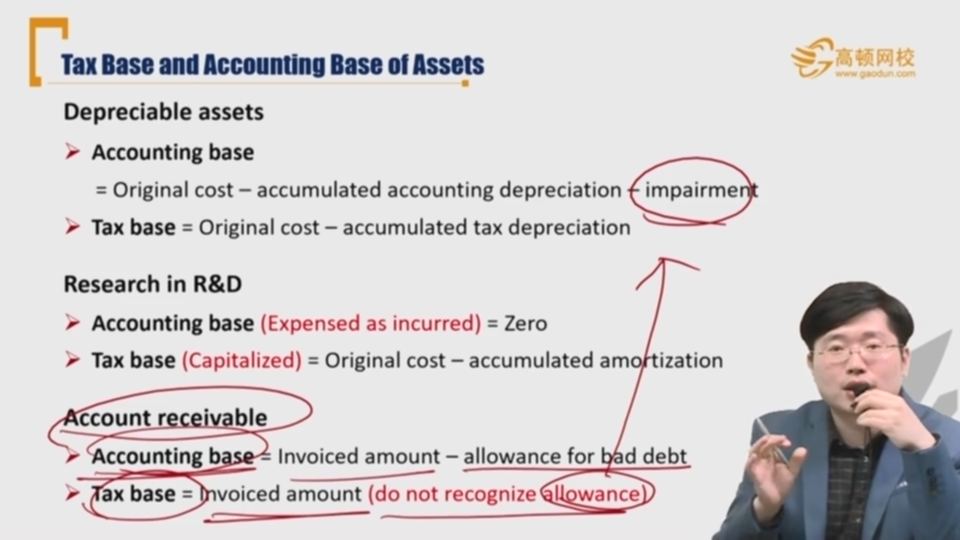 Tax Base and Accounting Base of Assets
高顿网校
www.gaodun.com
Depreciable assets
Accounting base
= Original cost – accumulated accounting depreciation – impairment
Tax base = Original cost – accumulated tax depreciation
Research in R&D
Accounting base (Expensed as incurred) = Zero
Tax base (Capitalized) = Original cost – accumulated amortization
Account receivable
Accounting base = Invoiced amount – allowance for bad debt
Tax base = Invoiced amount (do not recognize allowance)